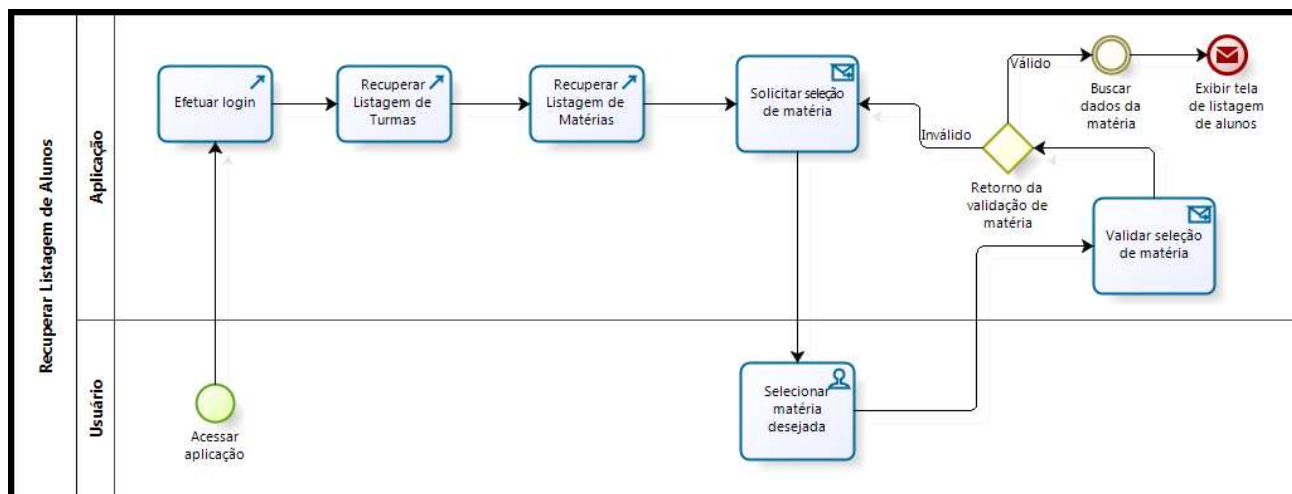 Recuperar Listagem de Alunos
Aplicação
Efetuar login
Recuperar
Listagem de
Turmas
Recuperar
Listagem de
Matérias
Solicitar seleção
de matéria
Inválido
Válido
Retorno da
validação de
matéria
Buscar
dados da
matéria
Exibir tela
de listagem
de alunos
Validar seleção
de matéria
Usuário
Acessar
aplicação
Selecionar
matéria
desejada